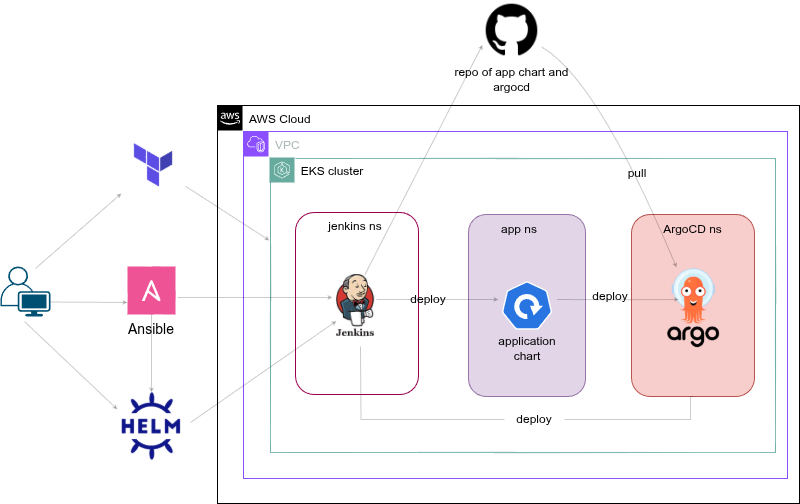 repo of app chart and
argocd
aws
AWS Cloud
VPC
EKS cluster
pull
jenkins ns
app ns
ArgoCD ns
Ansible
Jenkins
deploy
deploy
application
chart
argo
HELM
deploy